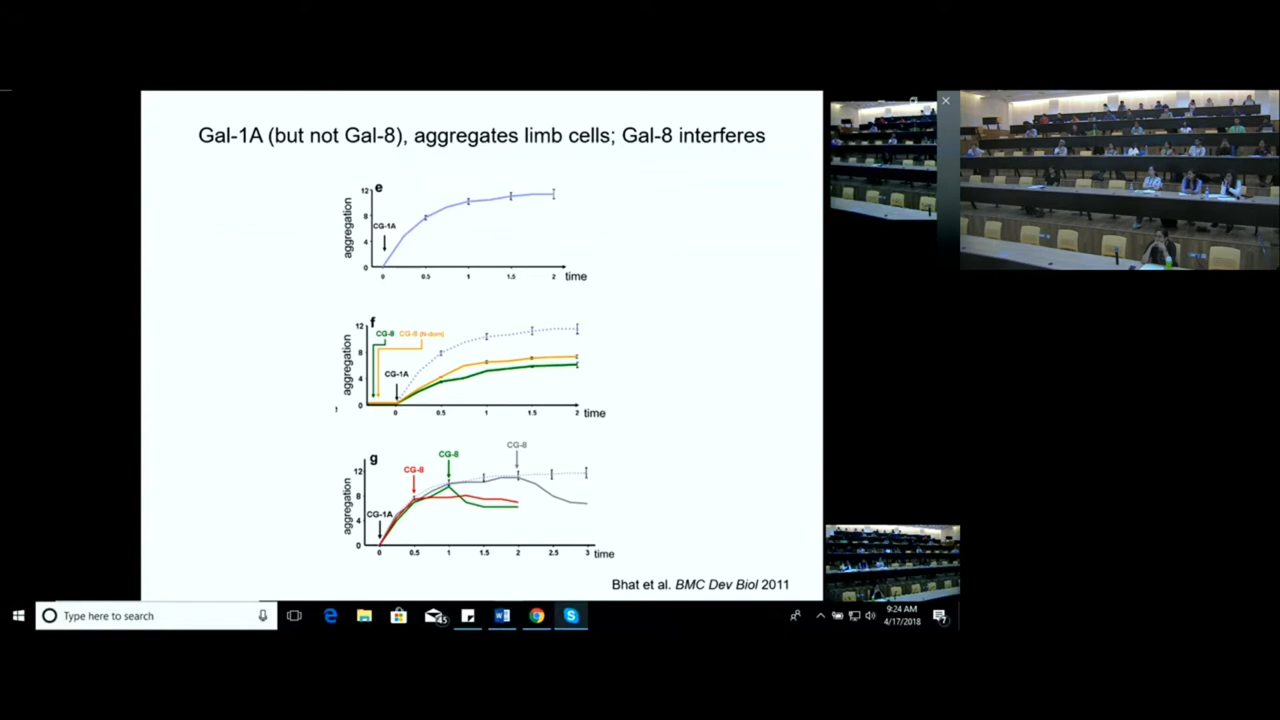 Gal-1A (but not Gal-8), aggregates limb cells; Gal-8 interferes
e
12
8
4
0
aggregation
CG-1A
0 0.5 1 1.5 2 time
f
12
8
4
0
aggregation
CG-8 CG-8 (N-dom)
CG-1A
0 0.5 1 1.5 2 time
g
12
8
4
0
aggregation
CG-1A
CG-8
CG-8
CG-8
0 0.5 1 1.5 2 2.5 3 time
Bhat et al. BMC Dev Biol 2011
Type here to search
45
9:24 AM
4/17/2018
7